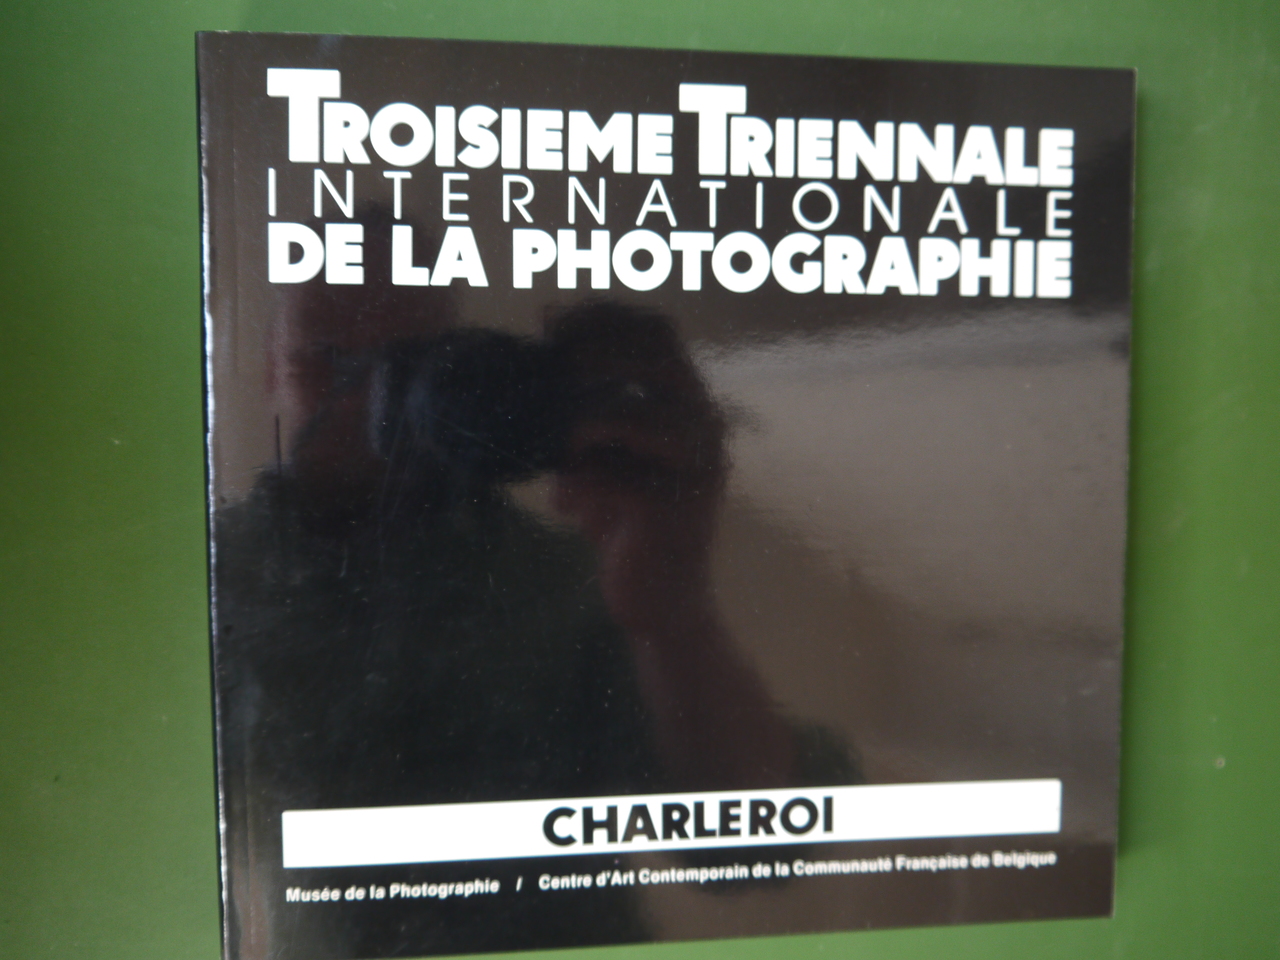 TROISIEME TRIENNALE
INTERNATIONALE
DE LA PHOTOGRAPHIE
CHARLEROI
Musée de la Photographie / Centre d'Art Contemporain de la Communauté Française de Belgique